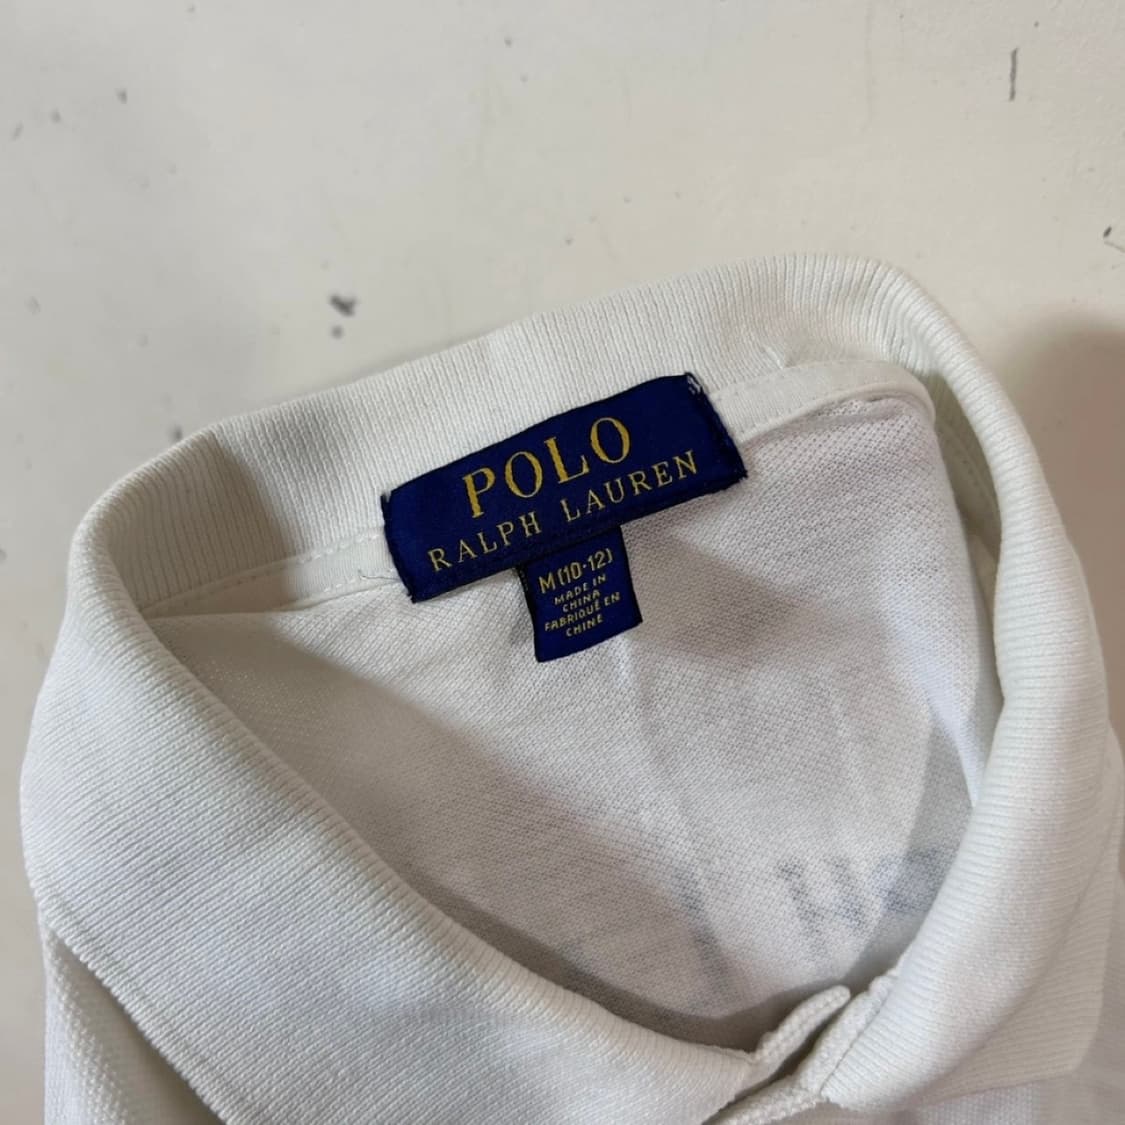 POLO
RALPH LAUREN
M (10-12)
MADE IN
CHINA
FABRIQUÉ EN
CHINE